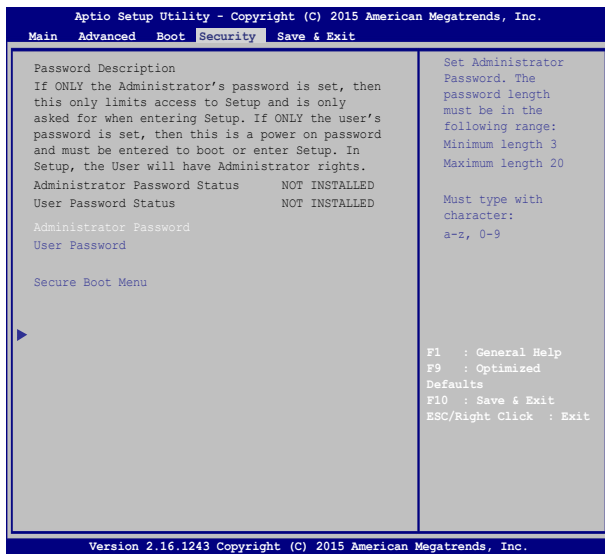 Aptio Setup Utility - Copyright (C) 2015 American Megatrends, Inc.
Main Advanced Boot Security Save & Exit
Password Description
If ONLY the Administrator's password is set, then
this only limits access to Setup and is only
asked for when entering Setup. If ONLY the user's
password is set, then this is a power on password
and must be entered to boot or enter Setup. In
Setup, the User will have Administrator rights.
Administrator Password Status NOT INSTALLED
User Password Status NOT INSTALLED
Administrator Password
User Password
Secure Boot Menu
Set Administrator
Password. The
password length
must be in the
following range:
Minimum length 3
Maximum length 20
Must type with
character:
a-z, 0-9
F1 : General Help
F9 : Optimized
Defaults
F10 : Save & Exit
ESC/Right Click : Exit
Version 2.16.1243 Copyright (C) 2015 American Megatrends, Inc.